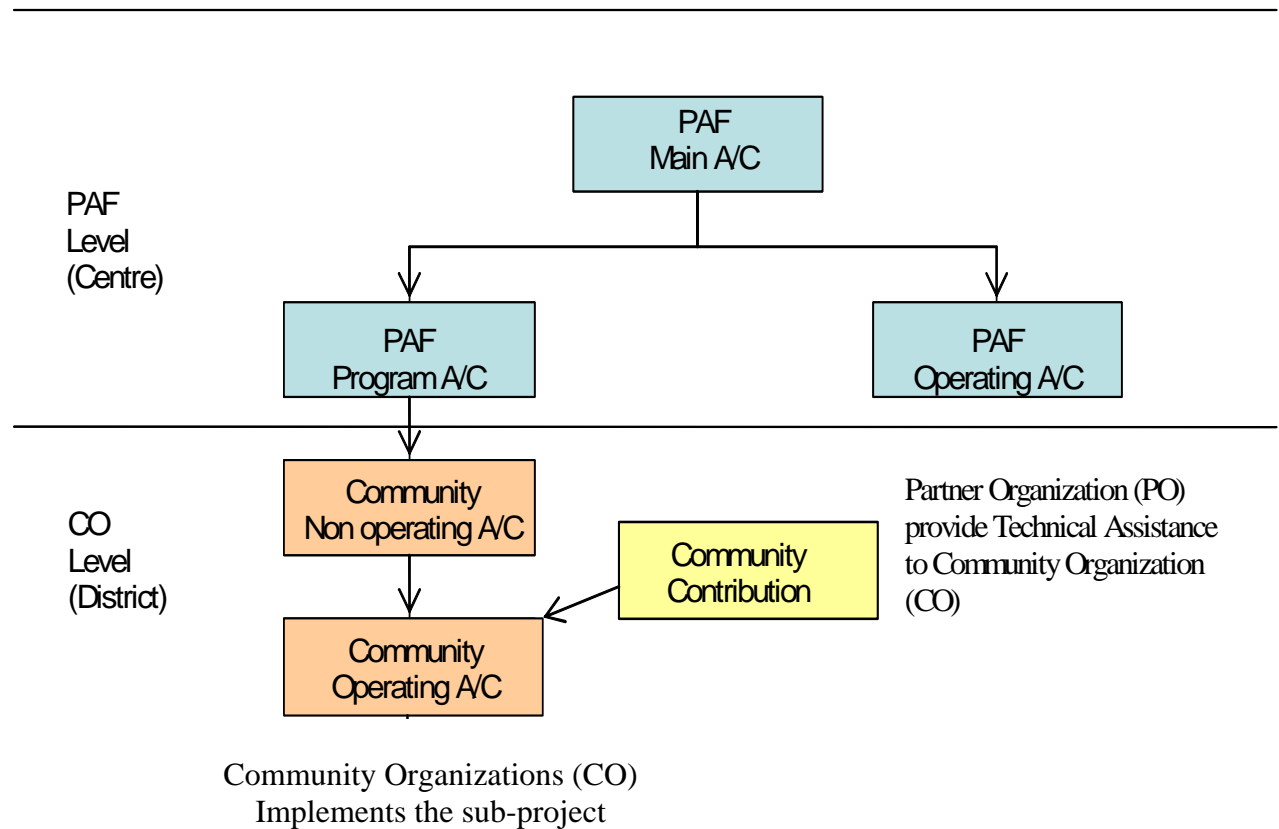 PAF
Main A/C
PAF
Level
(Centre)
PAF
Program A/C
PAF
Operating A/C
CO
Level
(District)
Community
Non operating A/C
Community
Contribution
Partner Organization (PO)
provide Technical Assistance
to Community Organization
(CO)
Community
Operating A/C
Community Organizations (CO)
Implements the sub-project